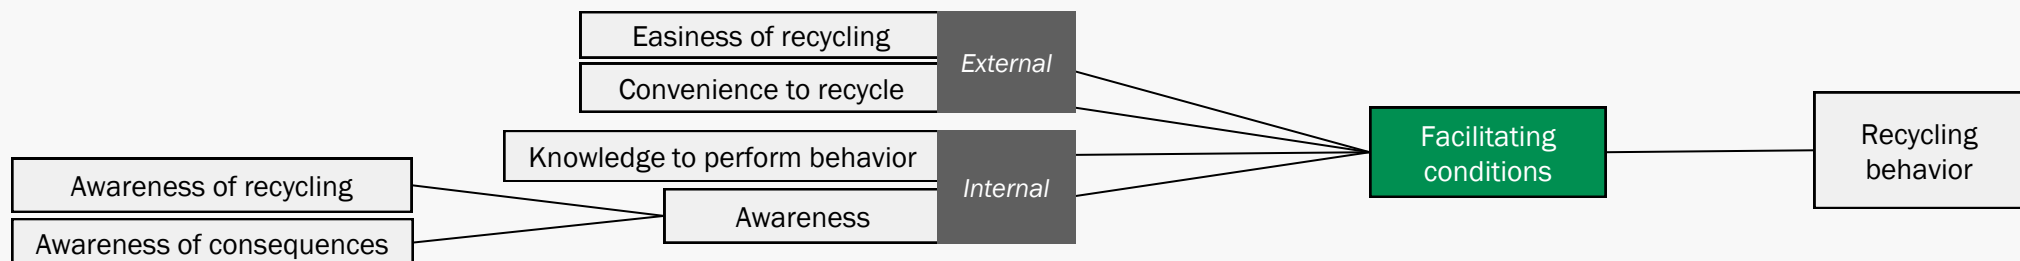 Easiness of recycling
External
Convenience to recycle
Knowledge to perform behavior
Internal
Awareness of recycling
Awareness
Awareness of consequences
Facilitating
conditions
Recycling
behavior